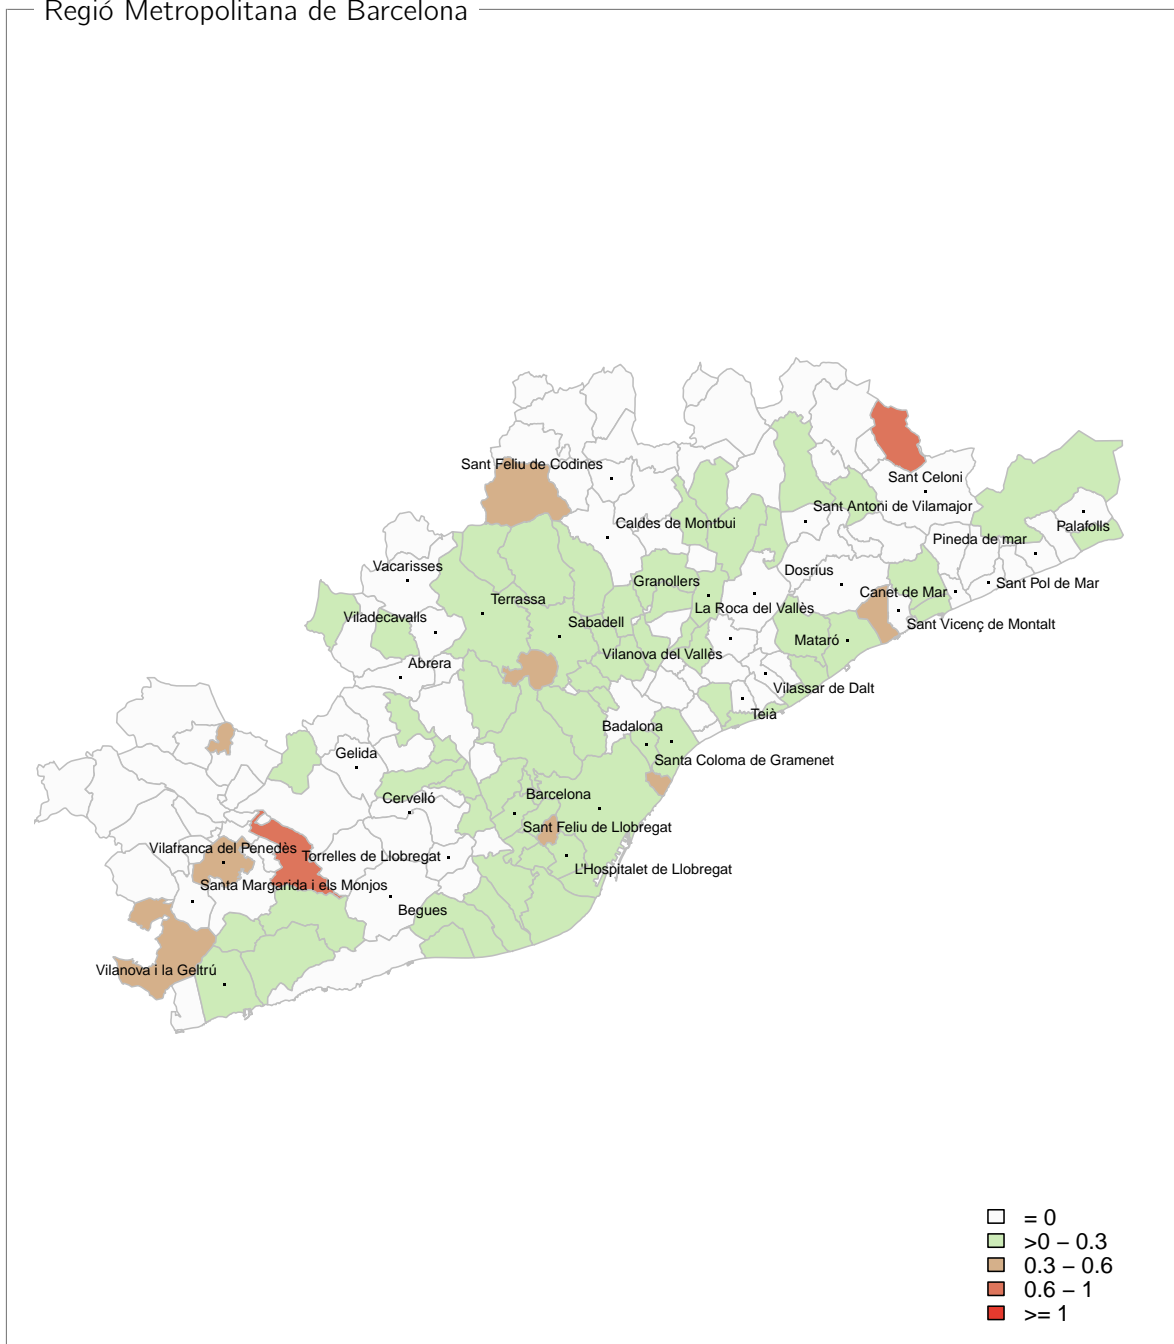 Regió Metropolitana de Barcelona
Sant Feliu de Codines
Sant Celoni
Sant Antoni de Vilamajor
Caldes de Montbui
Palafolls
Pineda de mar
Vacarisses
Dosrius
Granollers
Sant Pol de Mar
Canet de Mar
Terrassa
La Roca del Vallès
Viladecavalls
Sabadell
Sant Vicenç de Montalt
Mataró
Vilanova del Vallès
Abrera
Vilassar de Dalt
Teià
Badalona
Gelida
Santa Coloma de Gramenet
Barcelona
Cervelló
Sant Feliu de Llobregat
Vilafranca del Penedès
Torrelles de Llobregat
L'Hospitalet de Llobregat
Santa Margarida i els Monjos
Begues
Vilanova i la Geltrú
= 0
>0 – 0.3
0.3 – 0.6
0.6 – 1
>= 1